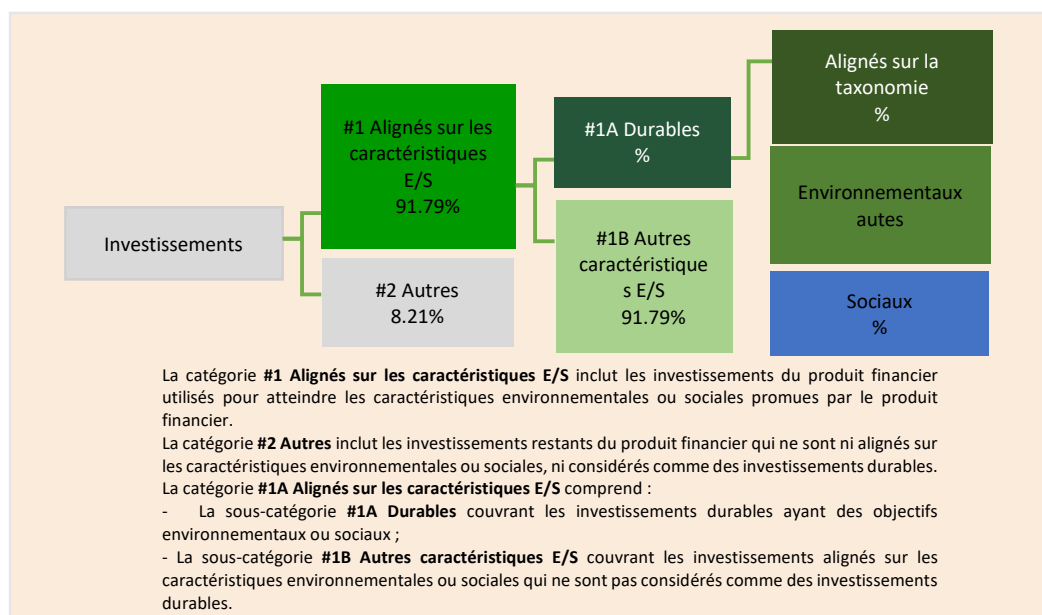 Investissements
#1 Alignés sur les
caractéristiques
E/S
91.79%
#2 Autres
8.21%
#1A Durables
%
#1B Autres
caractéristique
s E/S
91.79%
Alignés sur la
taxonomie
%
Environnementaux
autes
Sociaux
%
La catégorie #1 Alignés sur les caractéristiques E/S inclut les investissements du produit financier
utilisés pour atteindre les caractéristiques environnementales ou sociales promues par le produit
financier.
La catégorie #2 Autres inclut les investissements restants du produit financier qui ne sont ni alignés sur
les caractéristiques environnementales ou sociales, ni considérés comme des investissements durables.
La catégorie #1A Alignés sur les caractéristiques E/S comprend :
- La sous-catégorie #1A Durables couvrant les investissements durables ayant des objectifs
environnementaux ou sociaux ;
- La sous-catégorie #1B Autres caractéristiques E/S couvrant les investissements alignés sur les
caractéristiques environnementales ou sociales qui ne sont pas considérés comme des investissements
durables.